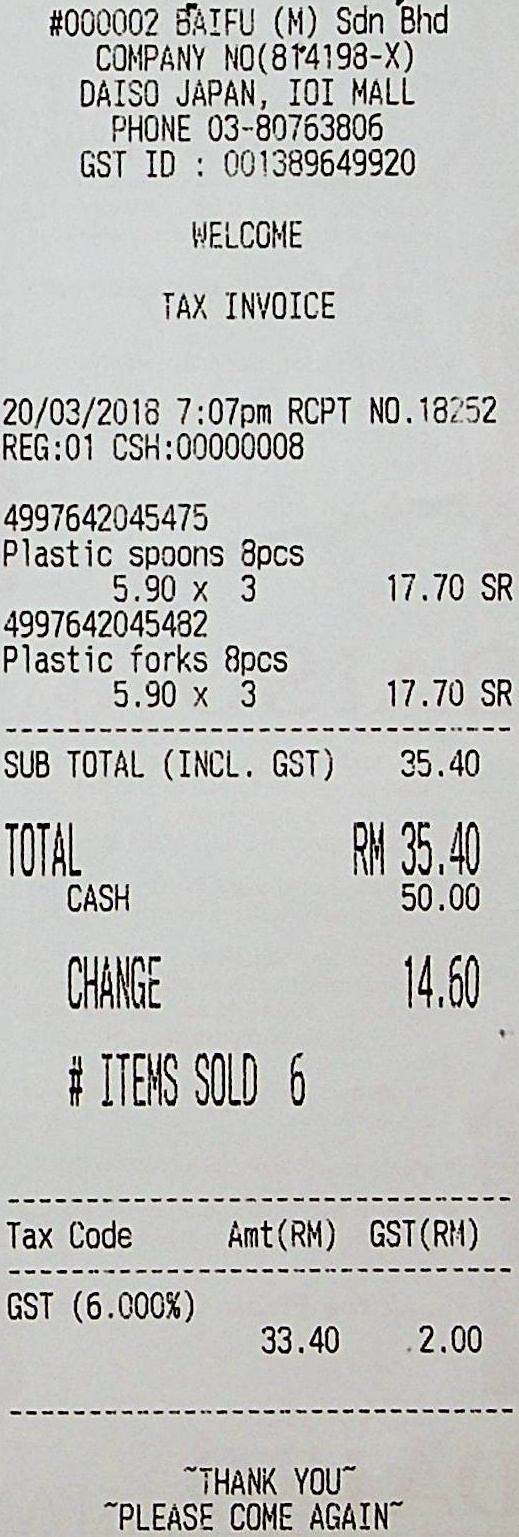 #000002 BAIFU (M) Sdn Bhd
COMPANY NO(814198-X)
DAISO JAPAN, IOI MALL
PHONE 03-80763806
GST ID : 001389649920
WELCOME
TAX INVOICE
20/03/2018 7:07pm RCPT NO.18252
REG:01 CSH:00000008
4997642045475
Plastic spoons 8pcs
5.90 x 3 17.70 SR
4997642045482
Plastic forks 8pcs
5.90 x 3 17.70 SR
--------------------------------
SUB TOTAL (INCL. GST) 35.40
TOTAL RM 35.40
CASH 50.00
CHANGE 14.60
# ITEMS SOLD 6
--------------------------------
Tax Code Amt(RM) GST(RM)
--------------------------------
GST (6.000%)
33.40 2.00
--------------------------------
~THANK YOU~
~PLEASE COME AGAIN~